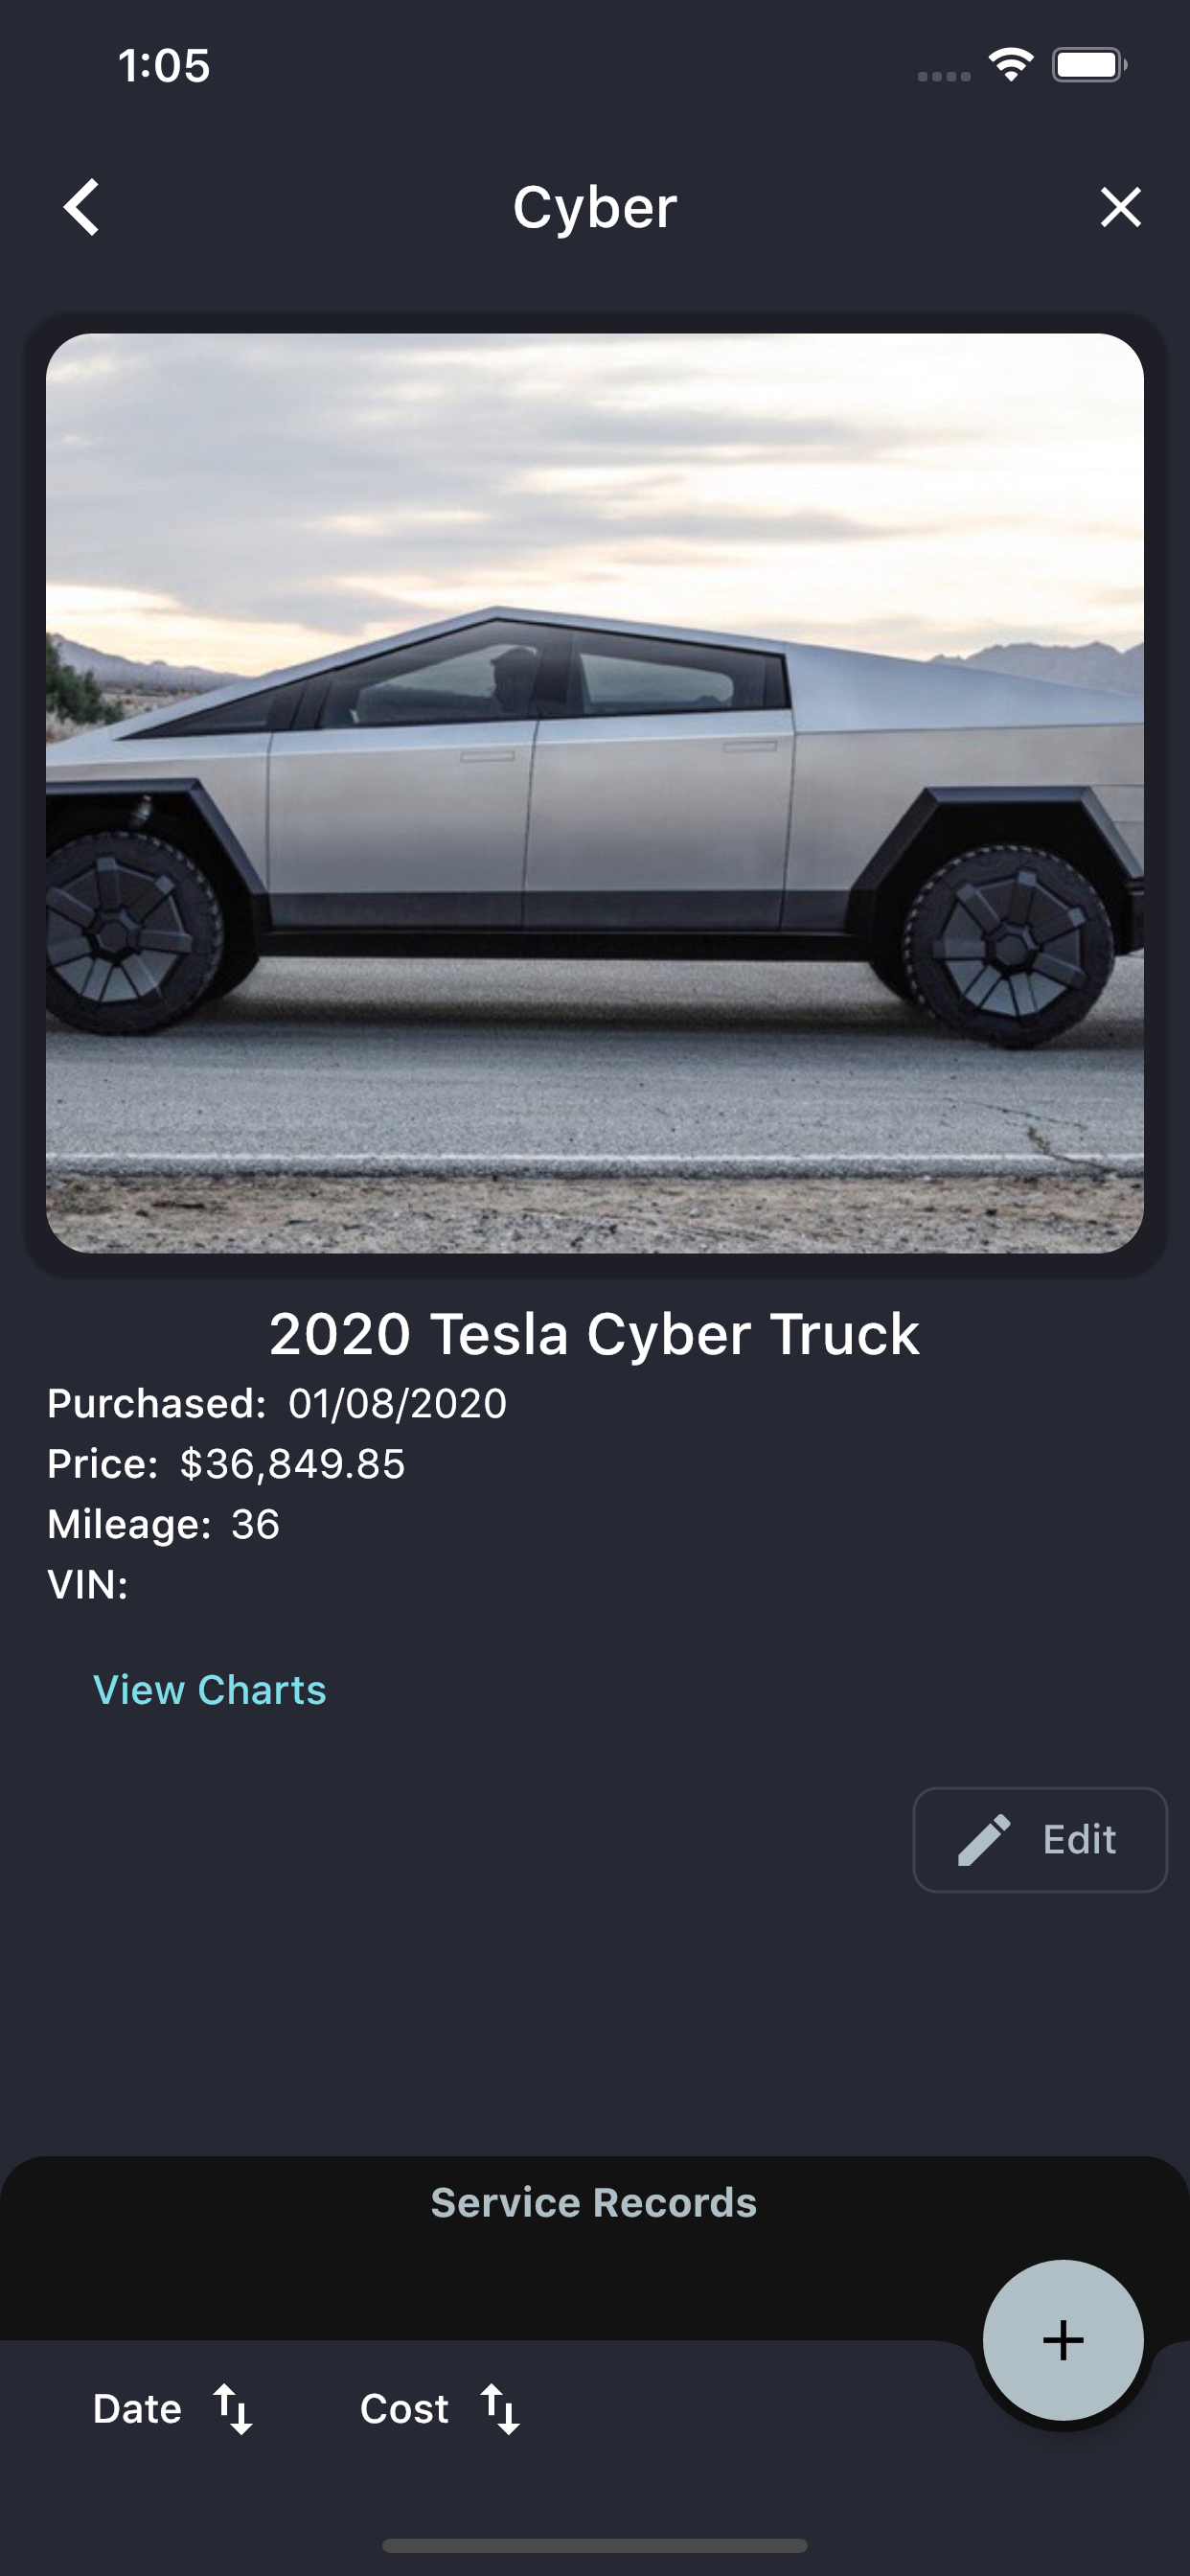 1:05
Cyber
2020 Tesla Cyber Truck
Purchased: 01/08/2020
Price: $36,849.85
Mileage: 36
VIN:
View Charts
Edit
Service Records
Date
Cost